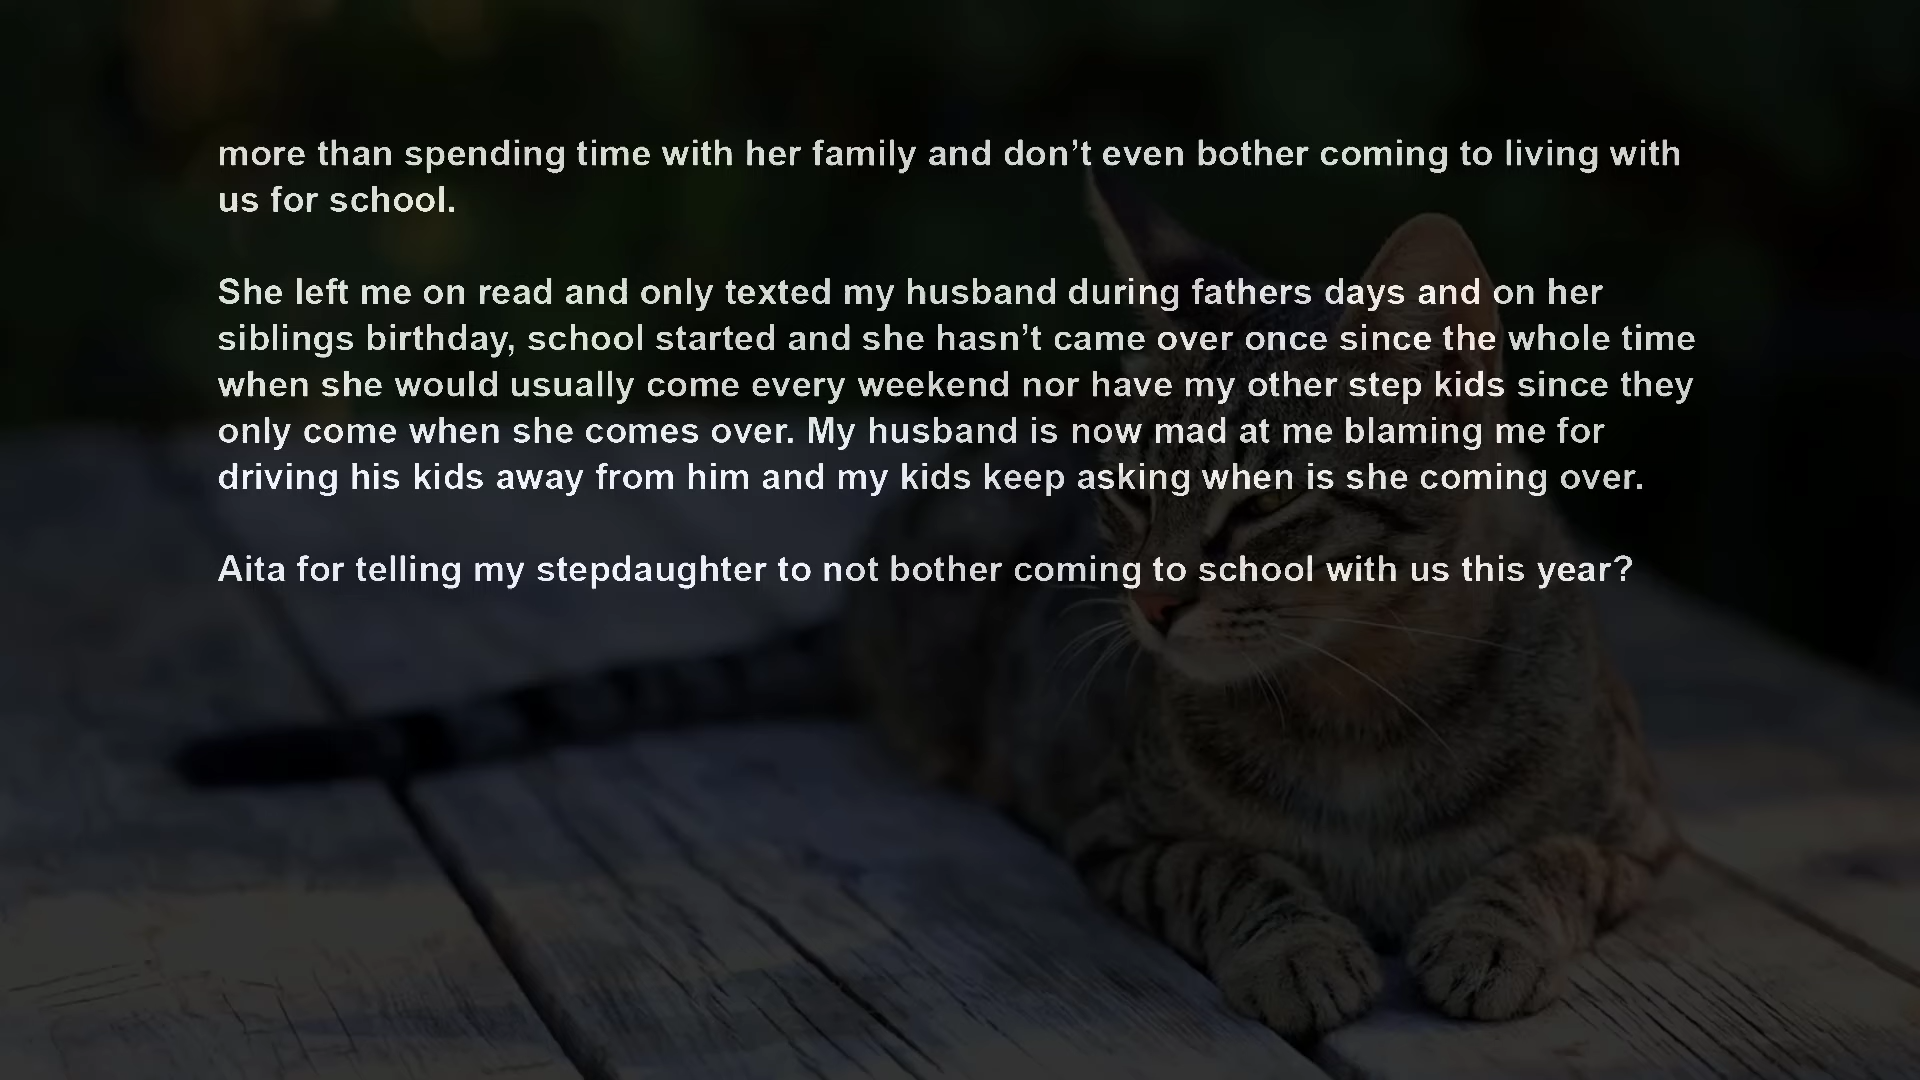 more than spending time with her family and don’t even bother coming to living with
us for school.
She left me on read and only texted my husband during fathers days and on her
siblings birthday, school started and she hasn’t came over once since the whole time
when she would usually come every weekend nor have my other step kids since they
only come when she comes over. My husband is now mad at me blaming me for
driving his kids away from him and my kids keep asking when is she coming over.
Aita for telling my stepdaughter to not bother coming to school with us this year?